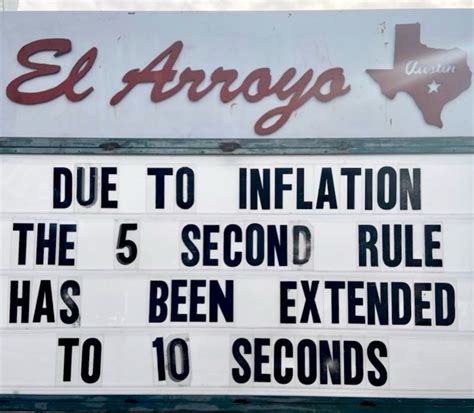 El Arroyo
Austin
DUE TO INFLATION
THE 5 SECOND RULE
HAS BEEN EXTENDED
TO 10 SECONDS